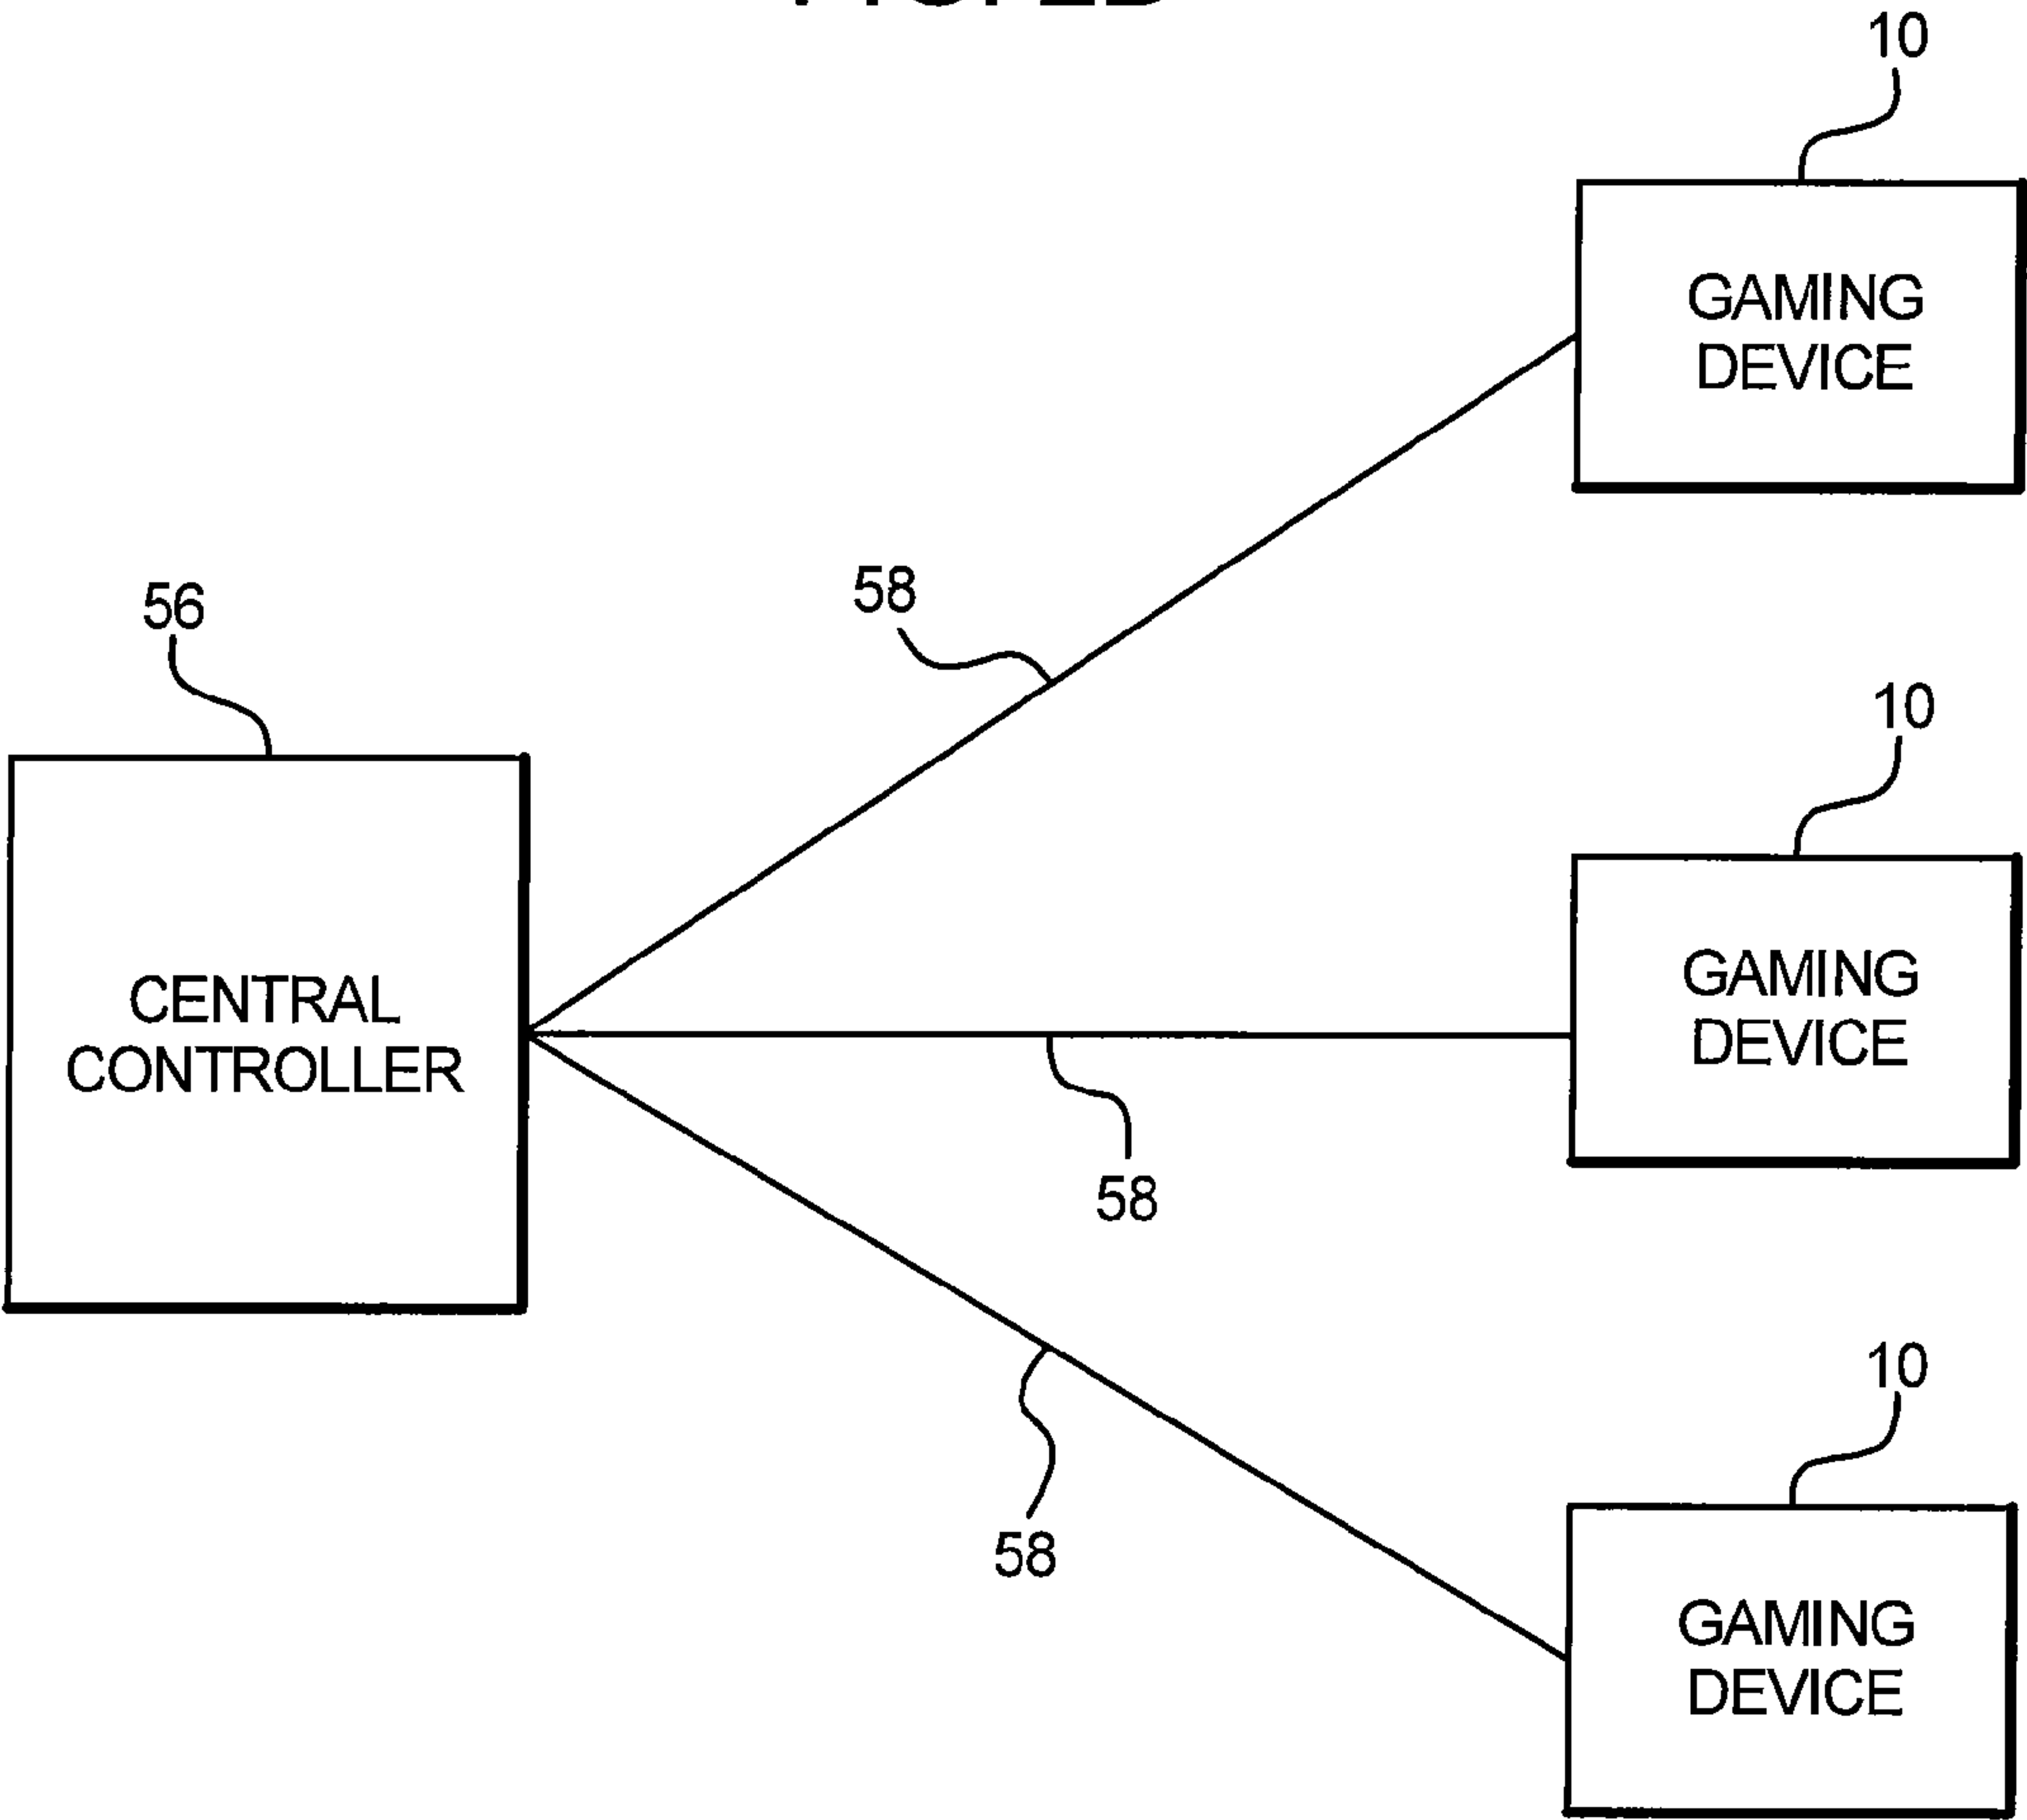 10
GAMING
DEVICE
58
56
10
CENTRAL
CONTROLLER
GAMING
DEVICE
58
10
58
GAMING
DEVICE